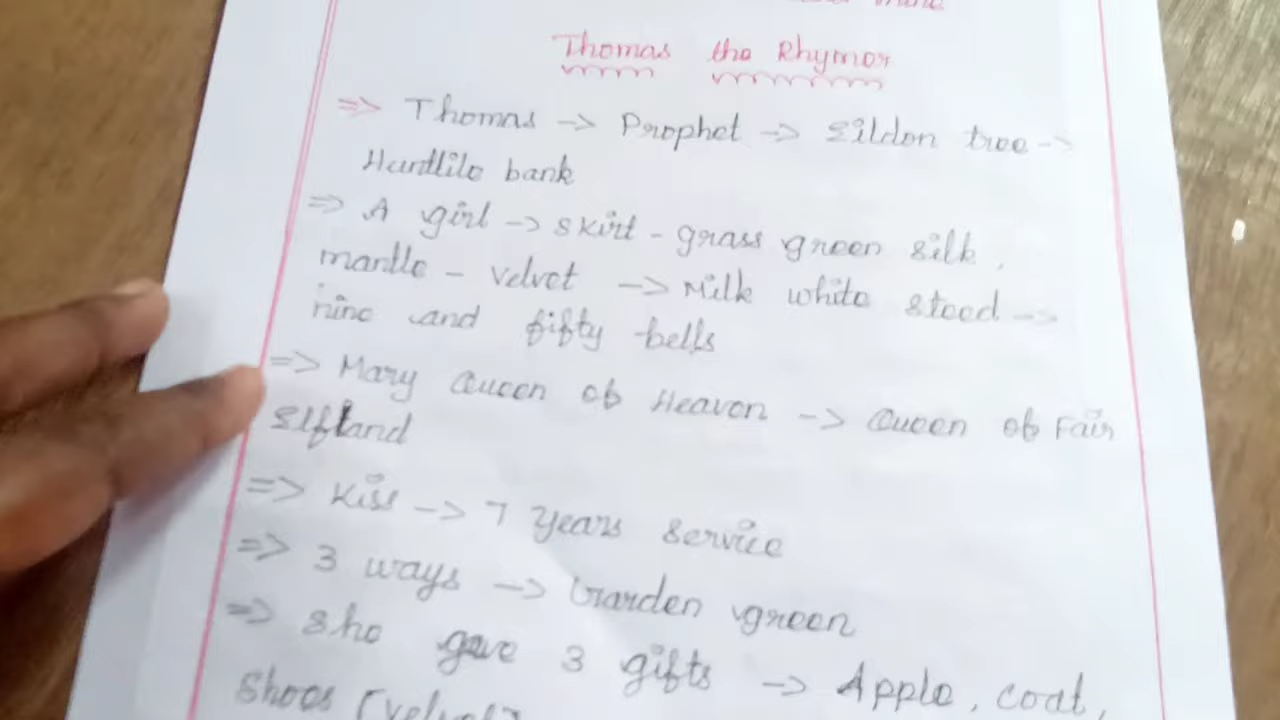 Thomas the Rhymer
=> Thomas -> Prophet -> Eildon tree ->
Huntlile bank
=> A girl -> skirt - grass green silk,
mantle - velvet -> Milk white steed ->
nine and fifty bells
=> Mary Queen of Heaven -> Queen of Fair
Elfland
=> Kiss -> 7 years service
=> 3 ways -> Garden green
=> She gave 3 gifts -> Apple, coat,
Shoes (velvet)